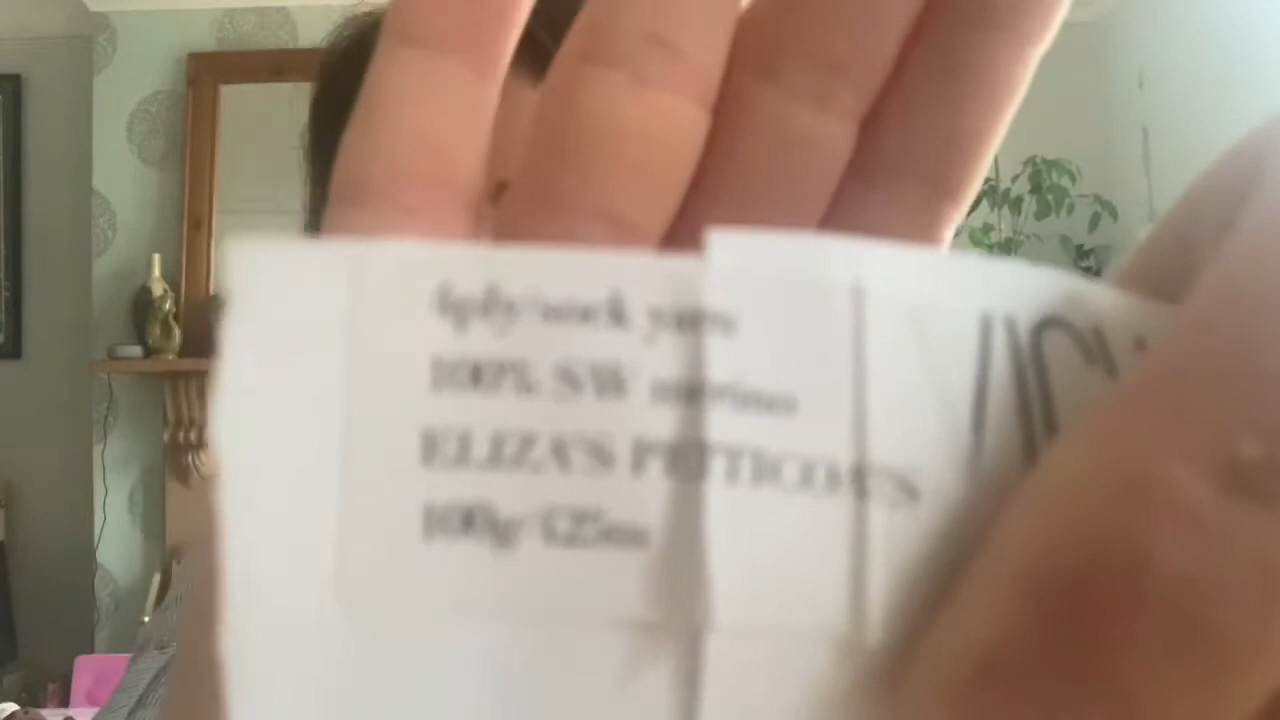 4ply/sock yarn
100% SW merino
ELIZA'S PETTICOATS
100g/425m